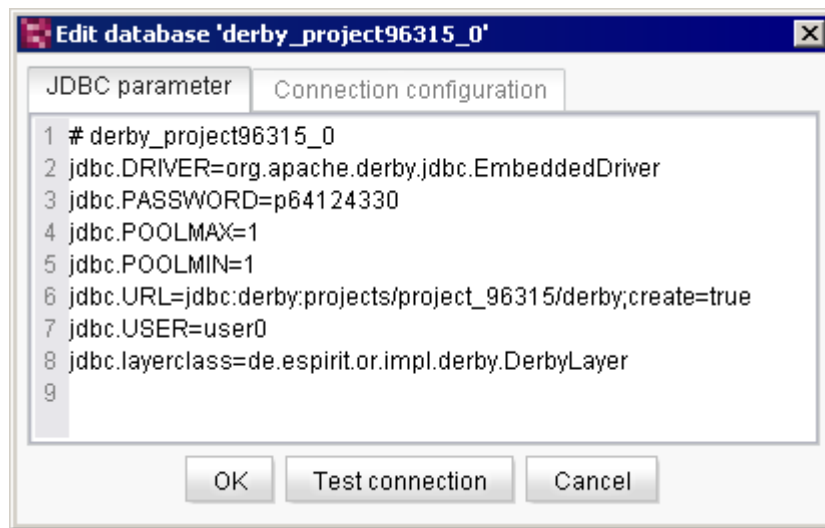 Edit database 'derby_project96315_0'
JDBC parameter
Connection configuration
1 # derby_project96315_0
2 jdbc.DRIVER=org.apache.derby.jdbc.EmbeddedDriver
3 jdbc.PASSWORD=p64124330
4 jdbc.POOLMAX=1
5 jdbc.POOLMIN=1
6 jdbc.URL=jdbc:derby:projects/project_96315/derby;create=true
7 jdbc.USER=user0
8 jdbc.layerclass=de.espirit.or.impl.derby.DerbyLayer
9
OK
Test connection
Cancel